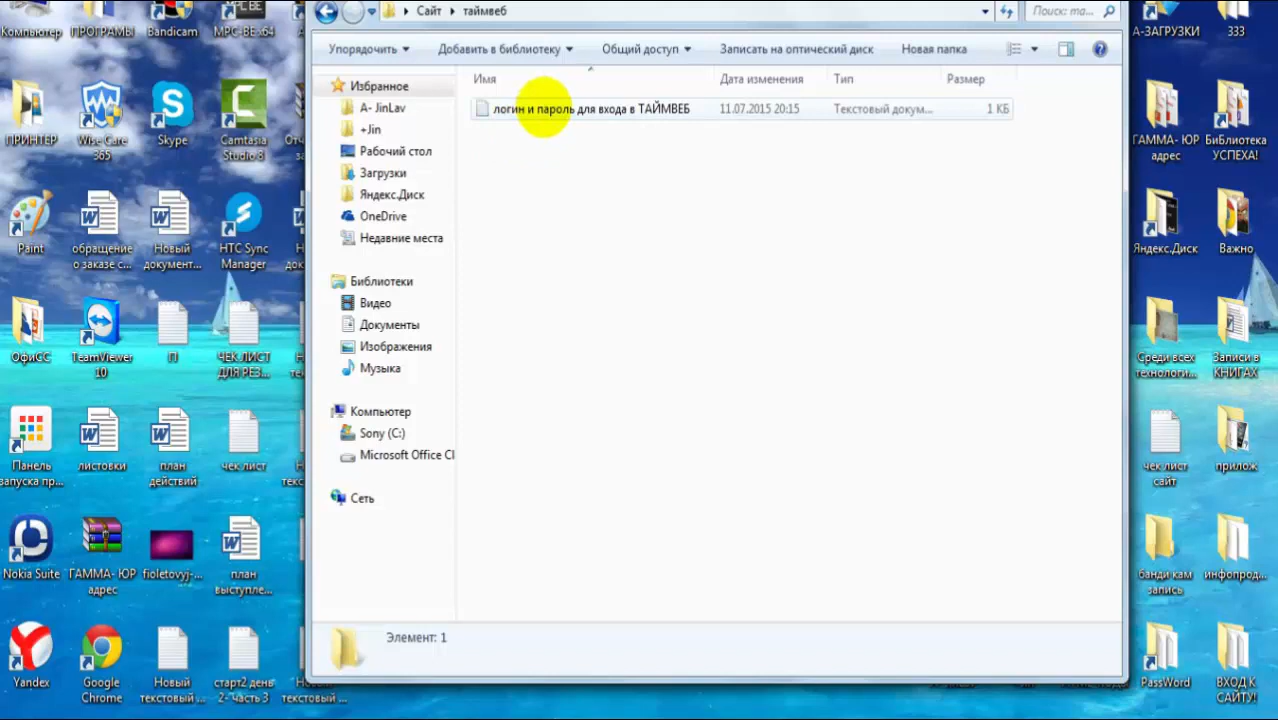 Сайт ▸ таймвеб
Поиск: та...
Упорядочить
Добавить в библиотеку
Общий доступ
Записать на оптический диск
Новая папка
Имя
Дата изменения
Тип
Размер
логин и пароль для входа в ТАЙМВЕБ
11.07.2015 20:15
Текстовый докум...
1 КБ
Избранное
A- JinLav
+Jin
Рабочий стол
Загрузки
Яндекс.Диск
OneDrive
Недавние места
Библиотеки
Видео
Документы
Изображения
Музыка
Компьютер
Sony (C:)
Microsoft Office Cl
Сеть
Элемент: 1
Компьютер
ПРОГРАМЫ
Bandicam
MPC-BE x64
ПРИНТЕР
Wise Care
365
Skype
Camtasia
Studio 8
Paint
обращение
о заказе с...
Новый
документ...
HTC Sync
Manager
ОфиСС
TeamViewer
10
П
ЧЕК ЛИСТ
ДЛЯ РЕЗ...
Панель
запуска пр...
листовки
план
действий
чек лист
Nokia Suite
ГАММА- ЮР
адрес
fioletovyj-...
план
выступле...
Yandex
Google
Chrome
Новый
текстовый ...
старт2 день
2- часть 3
текстовый ...
А-ЗАГРУЗКИ
333
ГАММА- ЮР
адрес
БиБлиотека
УСПЕХА!
Яндекс.Диск
Важно
Среди всех
технологи...
Записи в
КНИГАХ
чек лист
сайт
прилож
банди кам
запись
инфопрод...
PassWord
ВХОД К
САЙТУ!